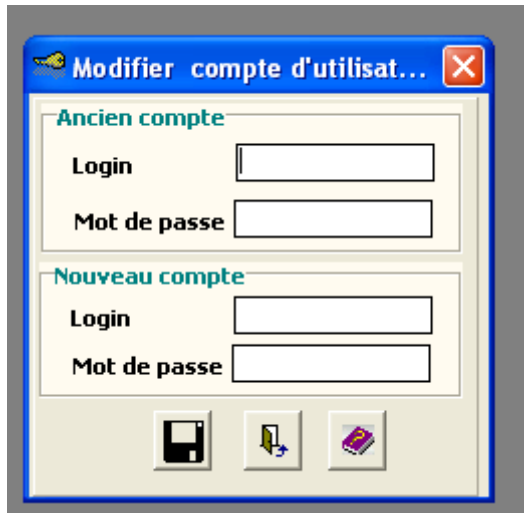 Modifier compte d'utilisat...
Ancien compte
Login
Mot de passe
Nouveau compte
Login
Mot de passe